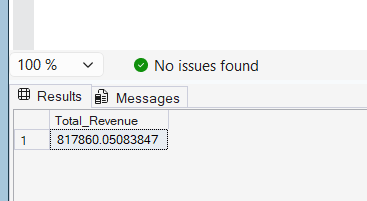 100 %
No issues found
Results Messages
Total_Revenue
1 817860.05083847